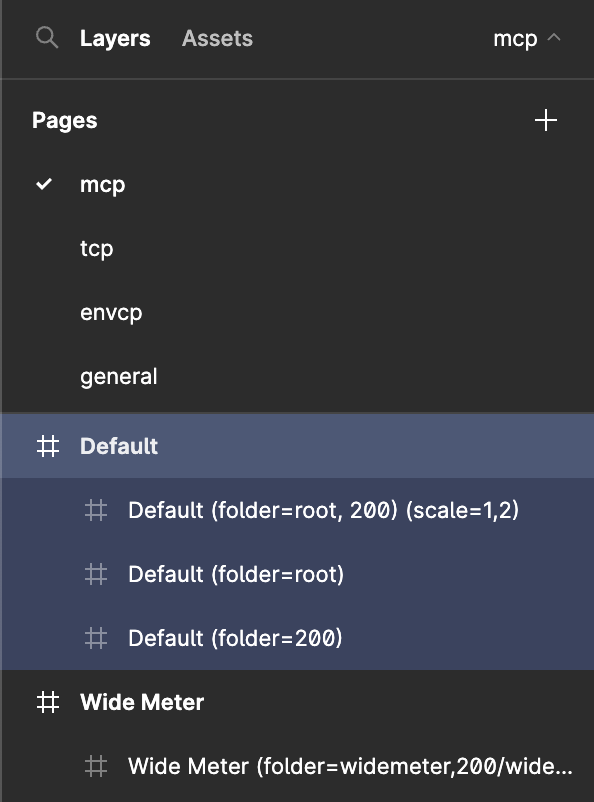 Layers Assets mcp
Pages
mcp
tcp
envcp
general
Default
Default (folder=root, 200) (scale=1,2)
Default (folder=root)
Default (folder=200)
Wide Meter
Wide Meter (folder=widemeter,200/wide...